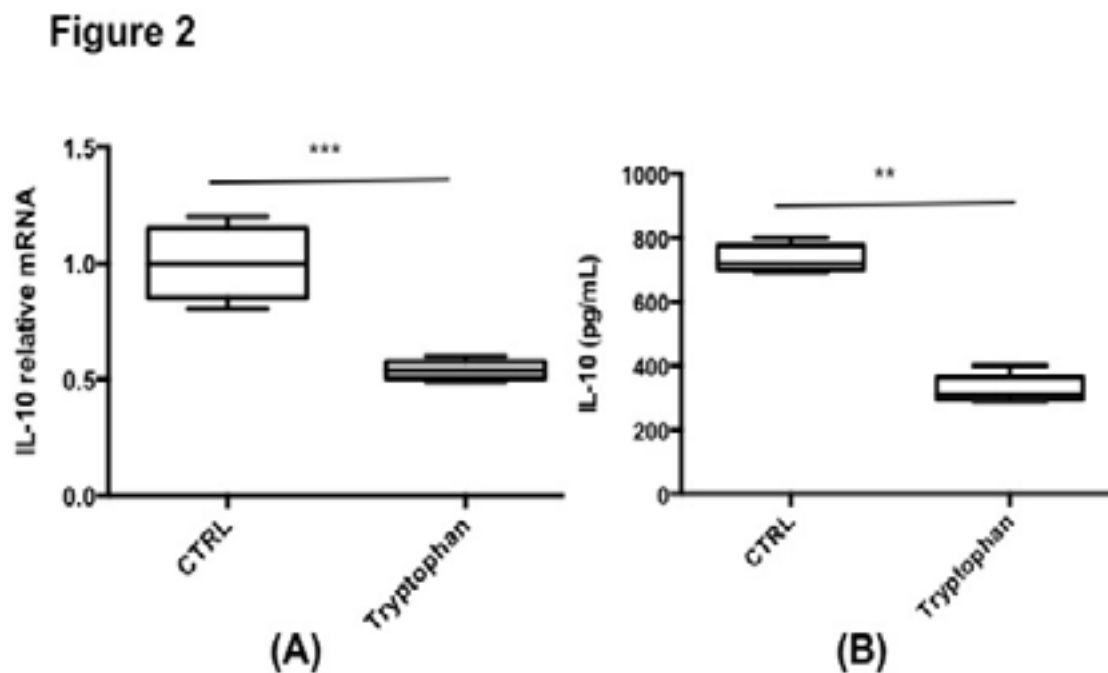 Figure 2
***
1.5
1.0
0.5
0.0
IL-10 relative mRNA
CTRL
Tryptophan
(A)
**
1000
800
600
400
200
0
IL-10 (pg/mL)
CTRL
Tryptophan
(B)